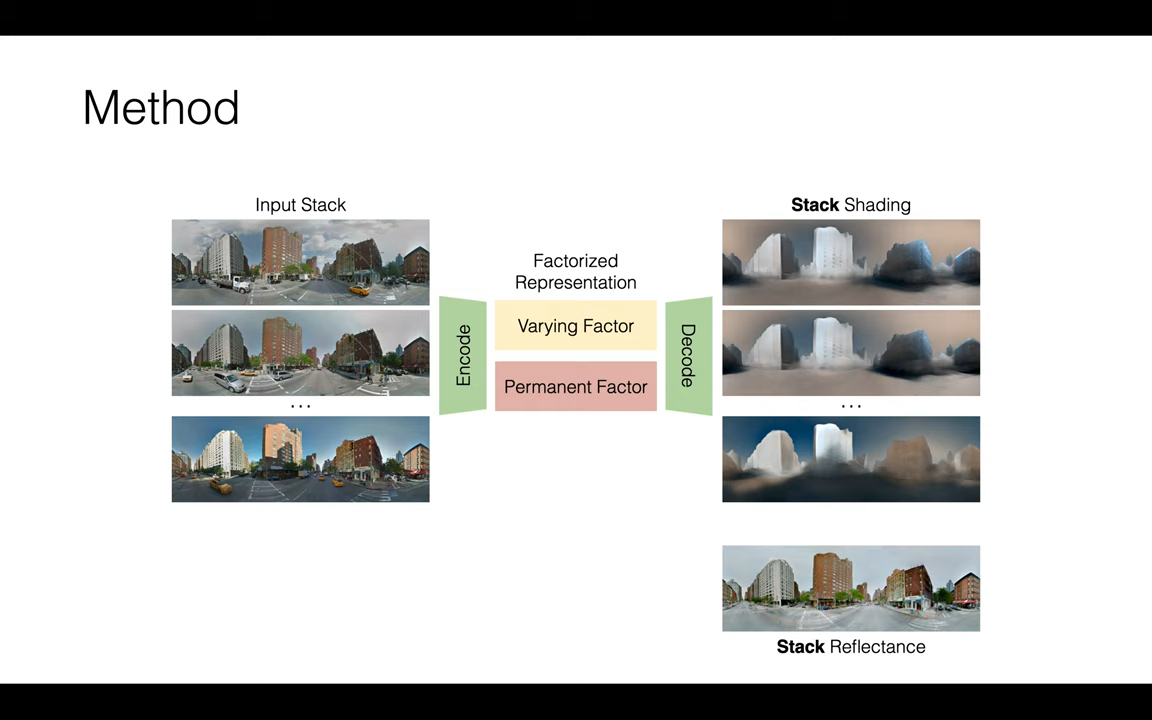 Method
Input Stack
Stack Shading
Factorized
Representation
Encode
Varying Factor
Permanent Factor
Decode
...
...
Stack Reflectance